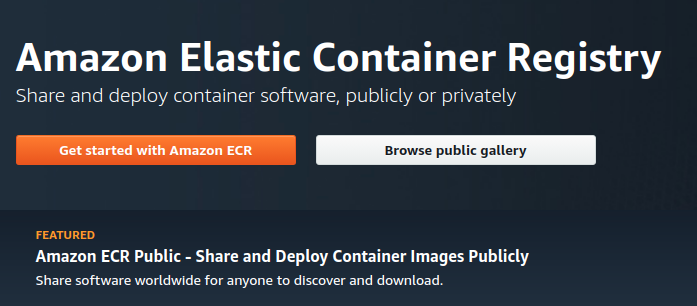 Amazon Elastic Container Registry
Share and deploy container software, publicly or privately
Get started with Amazon ECR
Browse public gallery
FEATURED
Amazon ECR Public - Share and Deploy Container Images Publicly
Share software worldwide for anyone to discover and download.